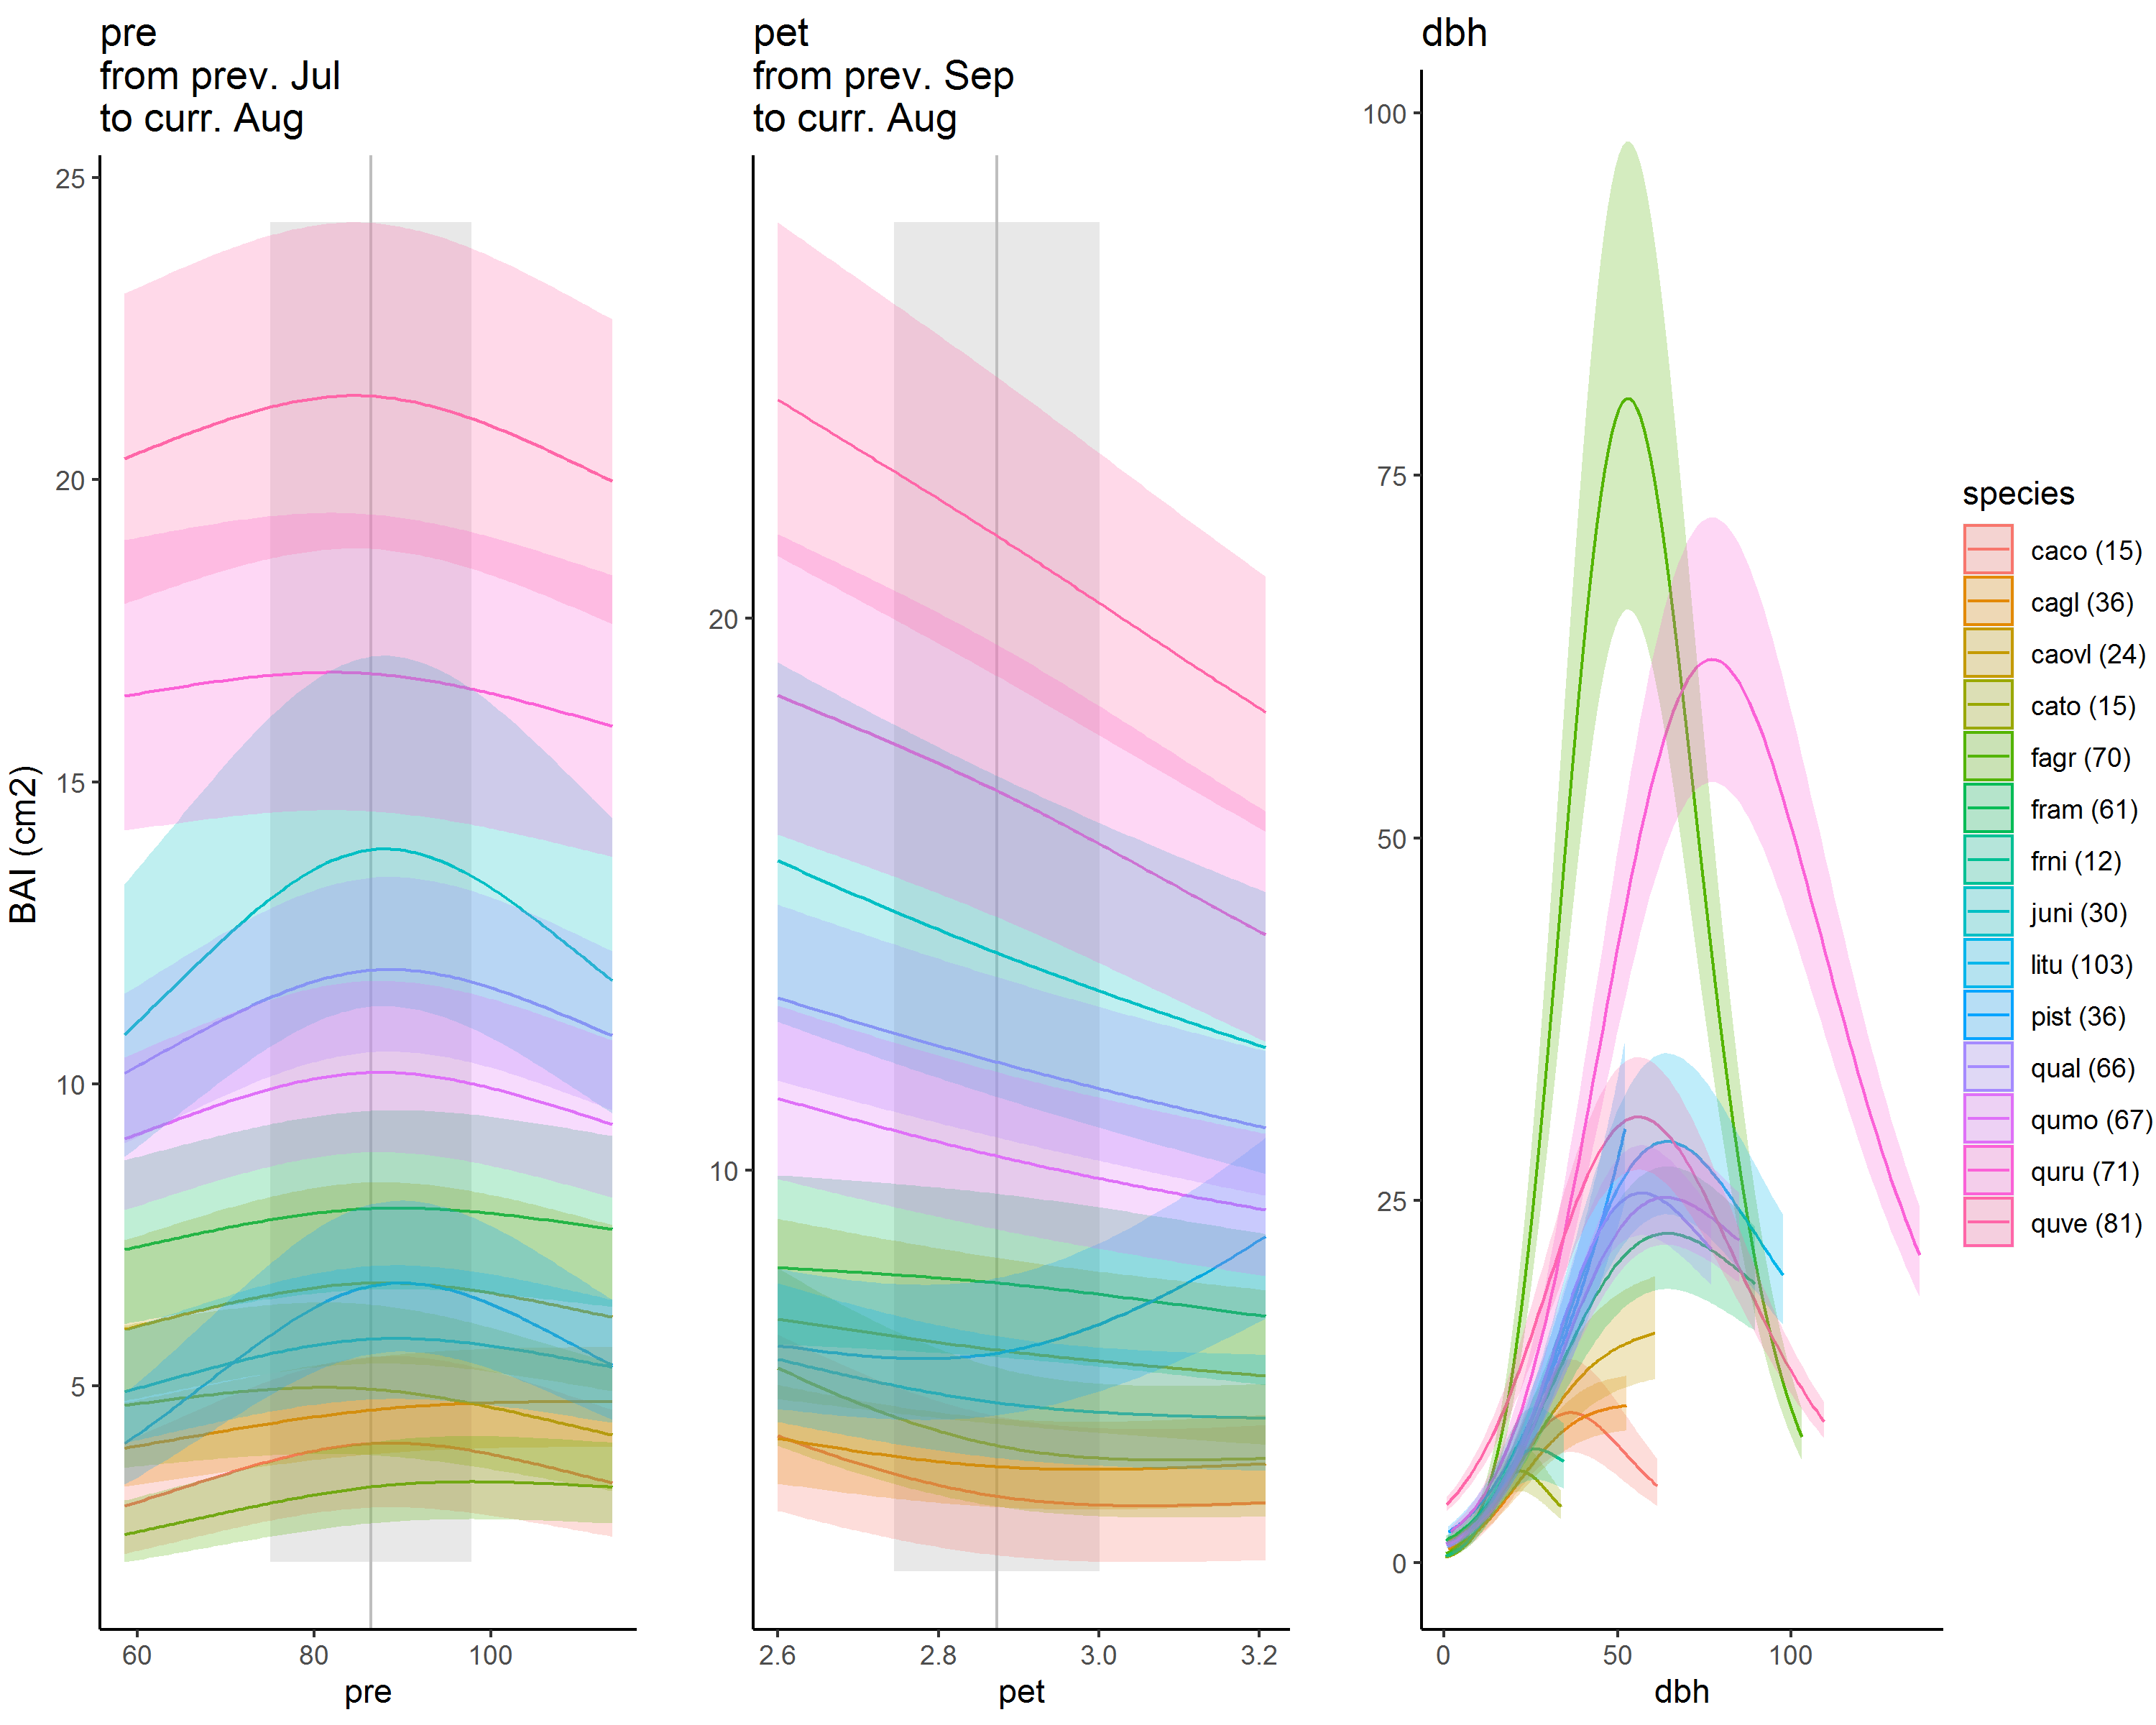 pre
from prev. Jul
to curr. Aug
pet
from prev. Sep
to curr. Aug
dbh
BAI (cm2)
25
20
15
10
5
60
80
100
pre
20
10
2.6
2.8
3.0
3.2
pet
100
75
50
25
0
0
50
100
dbh
species
caco (15)
cagl (36)
caovl (24)
cato (15)
fagr (70)
fram (61)
frni (12)
juni (30)
litu (103)
pist (36)
qual (66)
qumo (67)
quru (71)
quve (81)